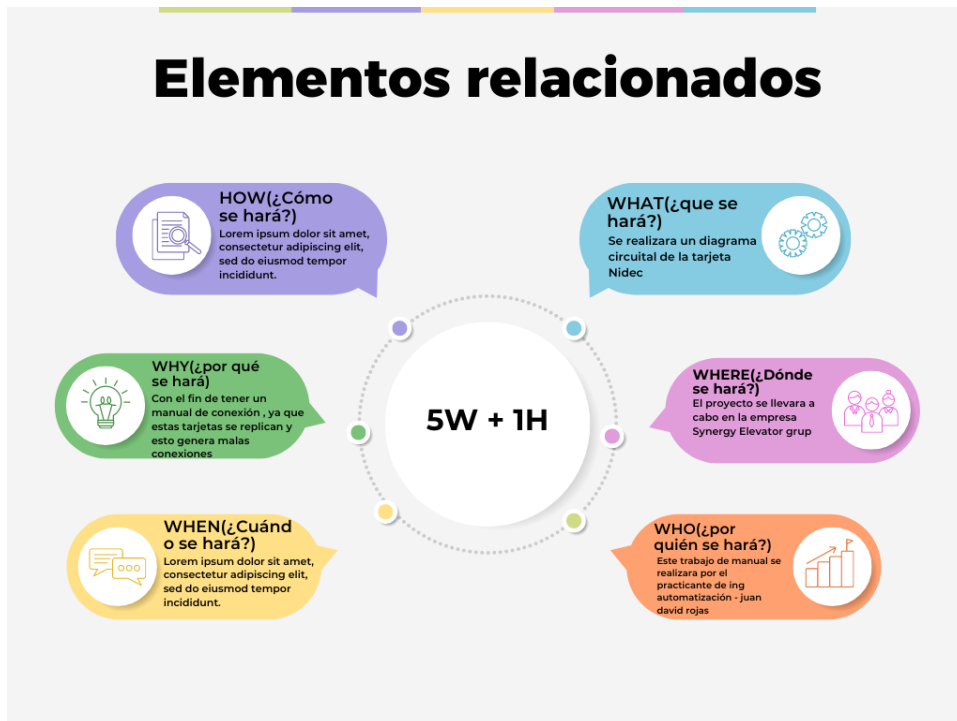 Elementos relacionados
HOW(¿Cómo
se hará?)
Lorem ipsum dolor sit amet,
consectetur adipiscing elit,
sed do eiusmod tempor
incididunt.
WHAT(¿que se
hará?)
Se realizara un diagrama
circuital de la tarjeta
Nidec
WHY(¿por qué
se hará)
Con el fin de tener un
manual de conexión , ya que
estas tarjetas se replican y
esto genera malas
conexiones
5W + 1H
WHERE(¿Dónde
se hará?)
El proyecto se llevara a
cabo en la empresa
Synergy Elevator grup
WHEN(¿Cuánd
o se hará?)
Lorem ipsum dolor sit amet,
consectetur adipiscing elit,
sed do eiusmod tempor
incididunt.
WHO(¿por
quién se hará?)
Este trabajo de manual se
realizara por el
practicante de ing
automatización - juan
david rojas